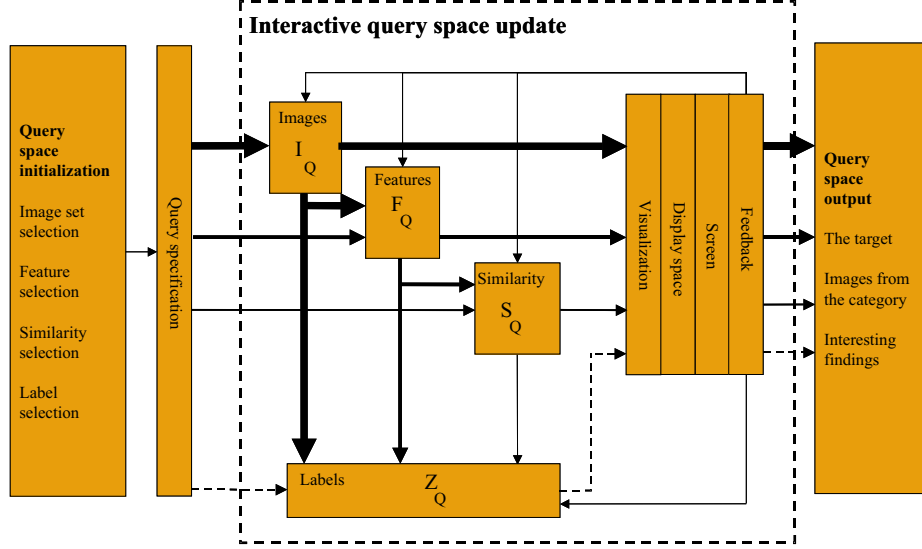 Interactive query space update
Query
space
initialization
Image set
selection
Feature
selection
Similarity
selection
Label
selection
Query specification
Images
I
Q
Features
F
Q
Similarity
S
Q
Labels
Z
Q
Visualization
Display space
Screen
Feedback
Query
space
output
The target
Images from
the category
Interesting
findings